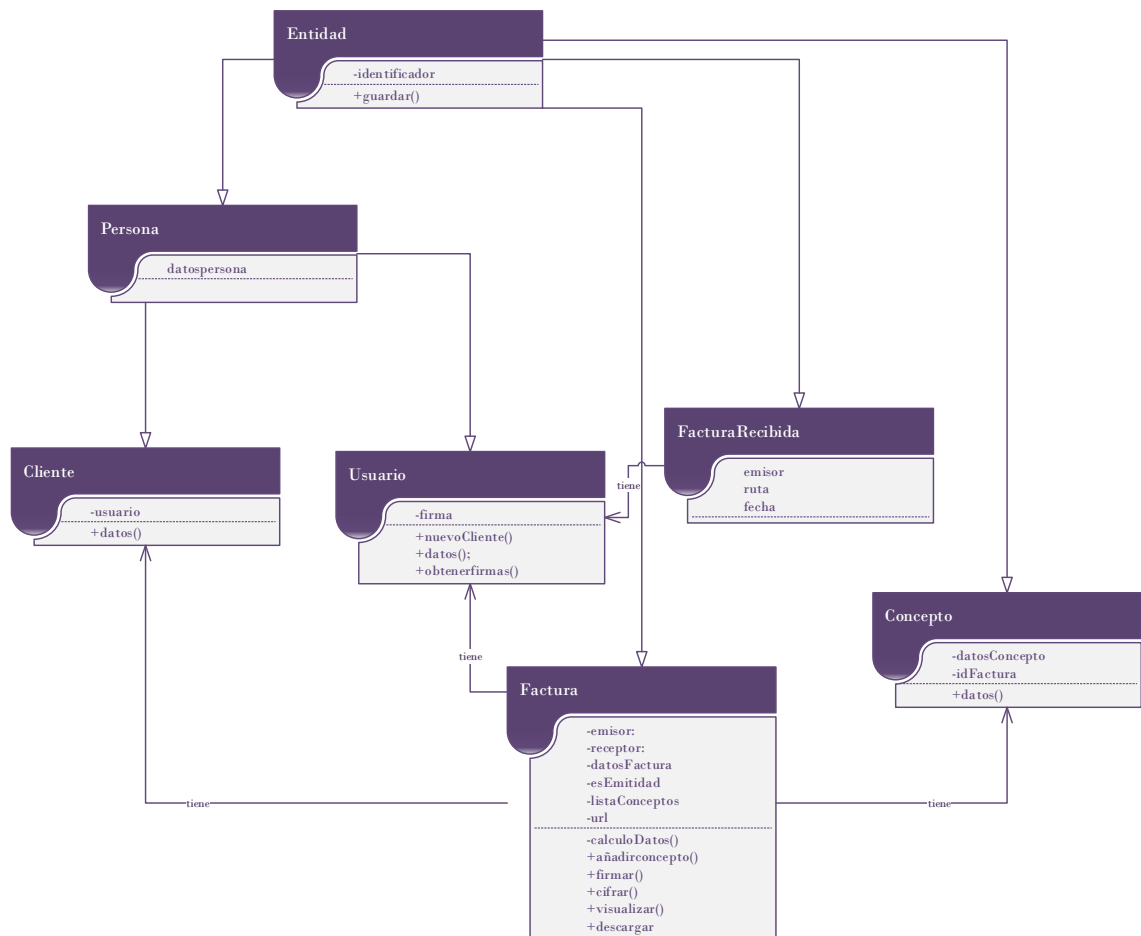 Entidad
-identificador
+guardar()
Persona
datospersona
Cliente
-usuario
+datos()
Usuario
-firma
+nuevoCliente()
+datos();
+obtenerfirmas()
FacturaRecibida
emisor
ruta
fecha
tiene
Concepto
-datosConcepto
-idFactura
+datos()
tiene
Factura
-emisor:
-receptor:
-datosFactura
-esEmitidad
-listaConceptos
-url
-calculoDatos()
+añadirconcepto()
+firmar()
+cifrar()
+visualizar()
+descargar
tiene
tiene